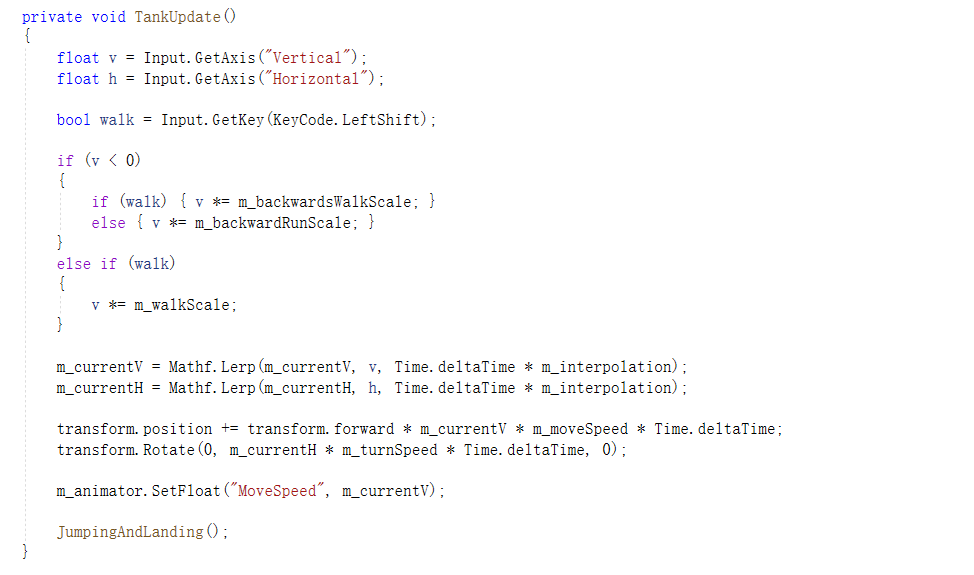 private void TankUpdate()
{
    float v = Input.GetAxis("Vertical");
    float h = Input.GetAxis("Horizontal");

    bool walk = Input.GetKey(KeyCode.LeftShift);

    if (v < 0)
    {
        if (walk) { v *= m_backwardsWalkScale; }
        else { v *= m_backwardRunScale; }
    }
    else if (walk)
    {
        v *= m_walkScale;
    }

    m_currentV = Mathf.Lerp(m_currentV, v, Time.deltaTime * m_interpolation);
    m_currentH = Mathf.Lerp(m_currentH, h, Time.deltaTime * m_interpolation);

    transform.position += transform.forward * m_currentV * m_moveSpeed * Time.deltaTime;
    transform.Rotate(0, m_currentH * m_turnSpeed * Time.deltaTime, 0);

    m_animator.SetFloat("MoveSpeed", m_currentV);

    JumpingAndLanding();
}